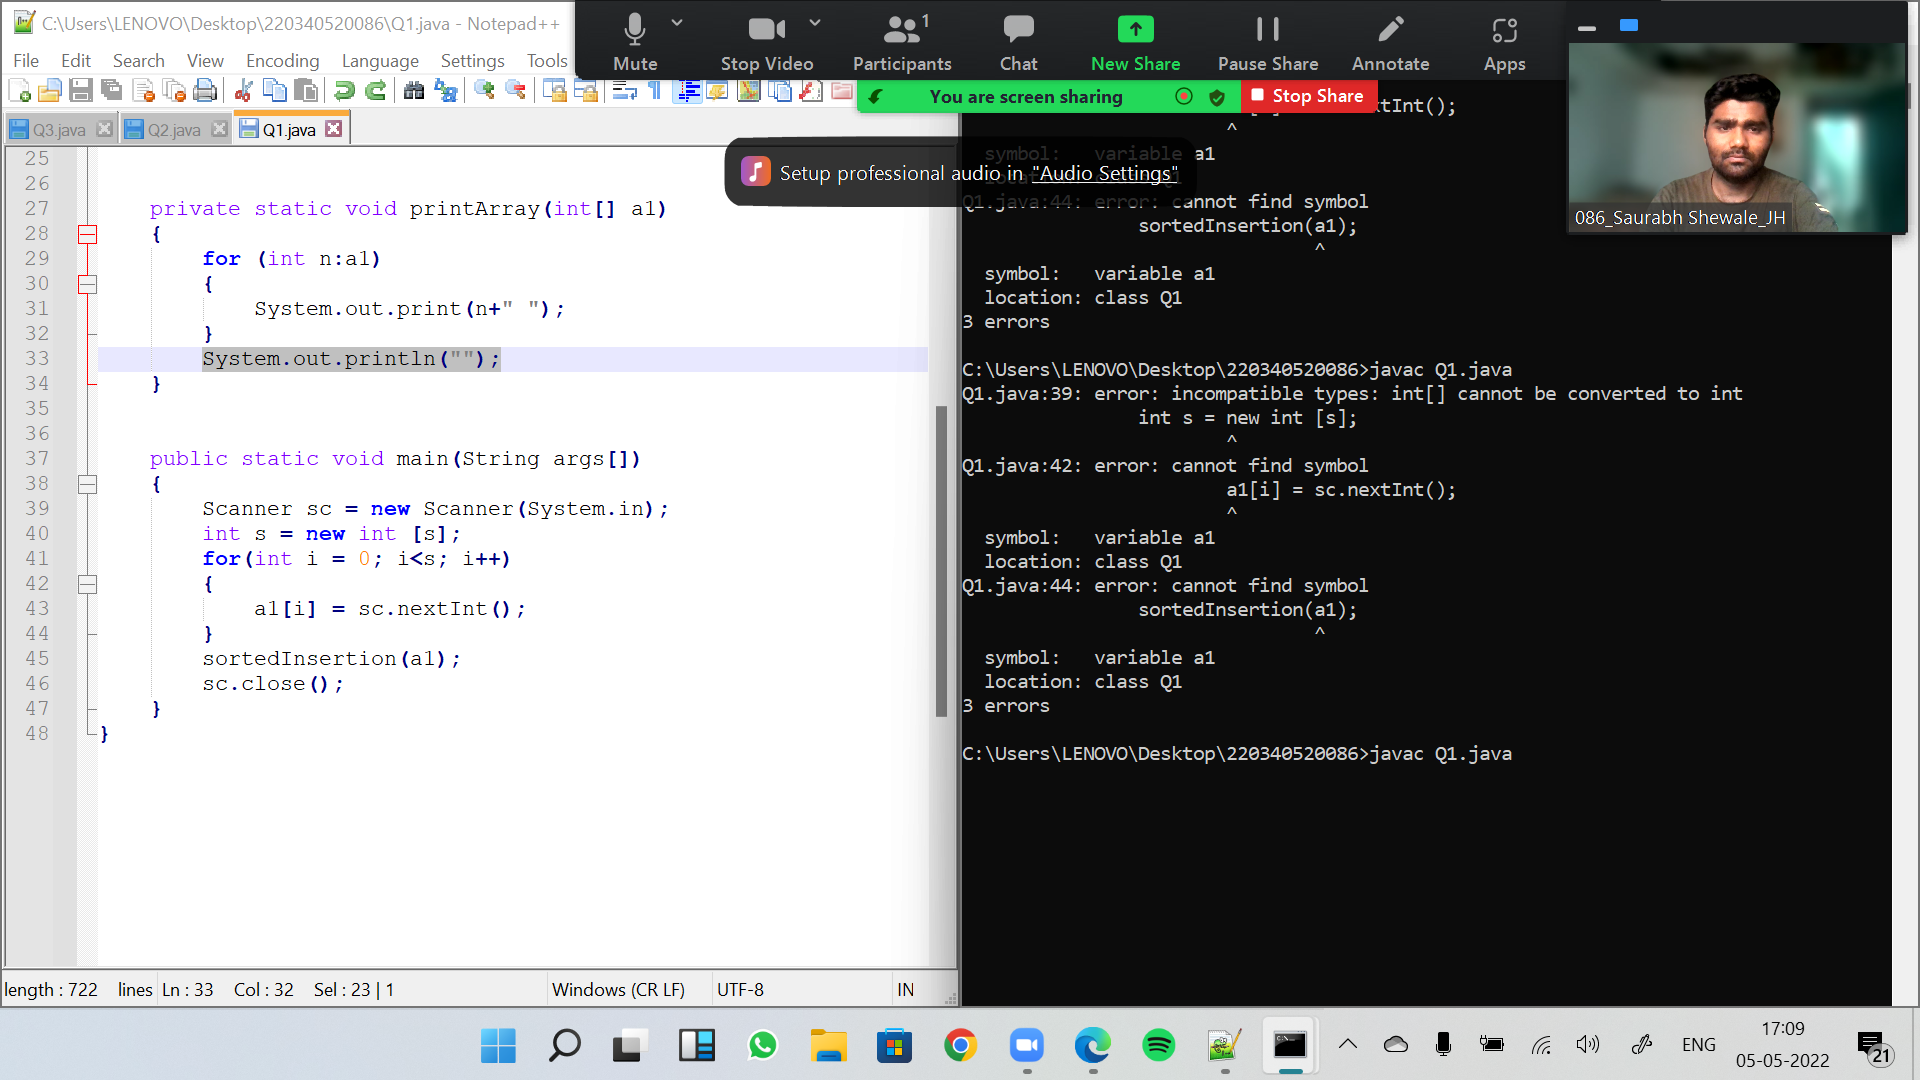 C:\Users\LENOVO\Desktop\220340520086\Q1.java - Notepad++
File Edit Search View Encoding Language Settings Tools
Q3.java Q2.java Q1.java
25
26
27 private static void printArray(int[] a1)
28 {
29 for (int n:a1)
30 {
31 System.out.print(n+" ");
32 }
33 System.out.println("");
34 }
35
36
37 public static void main(String args[])
38 {
39 Scanner sc = new Scanner(System.in);
40 int s = new int [s];
41 for(int i = 0; i<s; i++)
42 {
43 a1[i] = sc.nextInt();
44 }
45 sortedInsertion(a1);
46 sc.close();
47 }
48 }
length : 722 lines Ln : 33 Col : 32 Sel : 23 | 1 Windows (CR LF) UTF-8 IN
Mute Stop Video Participants 1 Chat New Share Pause Share Annotate Apps
You are screen sharing Stop Share
Setup professional audio in "Audio Settings"
086_Saurabh Shewale_JH
xtInt();
^
symbol: variable a1
Q1.java:44: error: cannot find symbol
sortedInsertion(a1);
^
symbol: variable a1
location: class Q1
3 errors
C:\Users\LENOVO\Desktop\220340520086>javac Q1.java
Q1.java:39: error: incompatible types: int[] cannot be converted to int
int s = new int [s];
^
Q1.java:42: error: cannot find symbol
a1[i] = sc.nextInt();
^
symbol: variable a1
location: class Q1
Q1.java:44: error: cannot find symbol
sortedInsertion(a1);
^
symbol: variable a1
location: class Q1
3 errors
C:\Users\LENOVO\Desktop\220340520086>javac Q1.java
ENG
17:09
05-05-2022
21